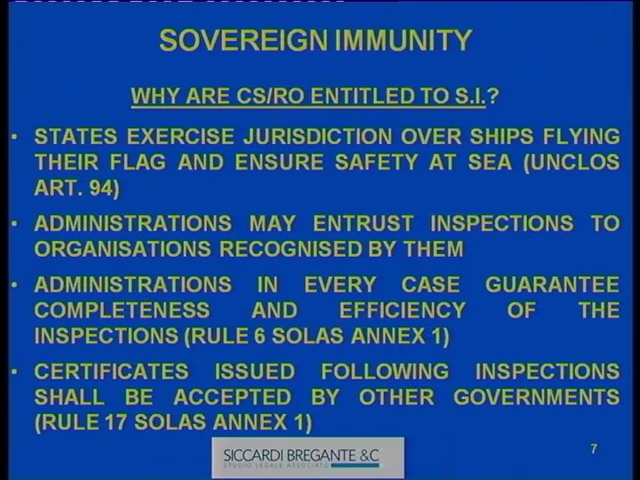 SOVEREIGN IMMUNITY
WHY ARE CS/RO ENTITLED TO S.I.?
• STATES EXERCISE JURISDICTION OVER SHIPS FLYING
THEIR FLAG AND ENSURE SAFETY AT SEA (UNCLOS
ART. 94)
• ADMINISTRATIONS MAY ENTRUST INSPECTIONS TO
ORGANISATIONS RECOGNISED BY THEM
• ADMINISTRATIONS IN EVERY CASE GUARANTEE
COMPLETENESS AND EFFICIENCY OF THE
INSPECTIONS (RULE 6 SOLAS ANNEX 1)
• CERTIFICATES ISSUED FOLLOWING INSPECTIONS
SHALL BE ACCEPTED BY OTHER GOVERNMENTS
(RULE 17 SOLAS ANNEX 1)
SICCARDI BREGANTE &C
STUDIO LEGALE ASSOCIATO
7